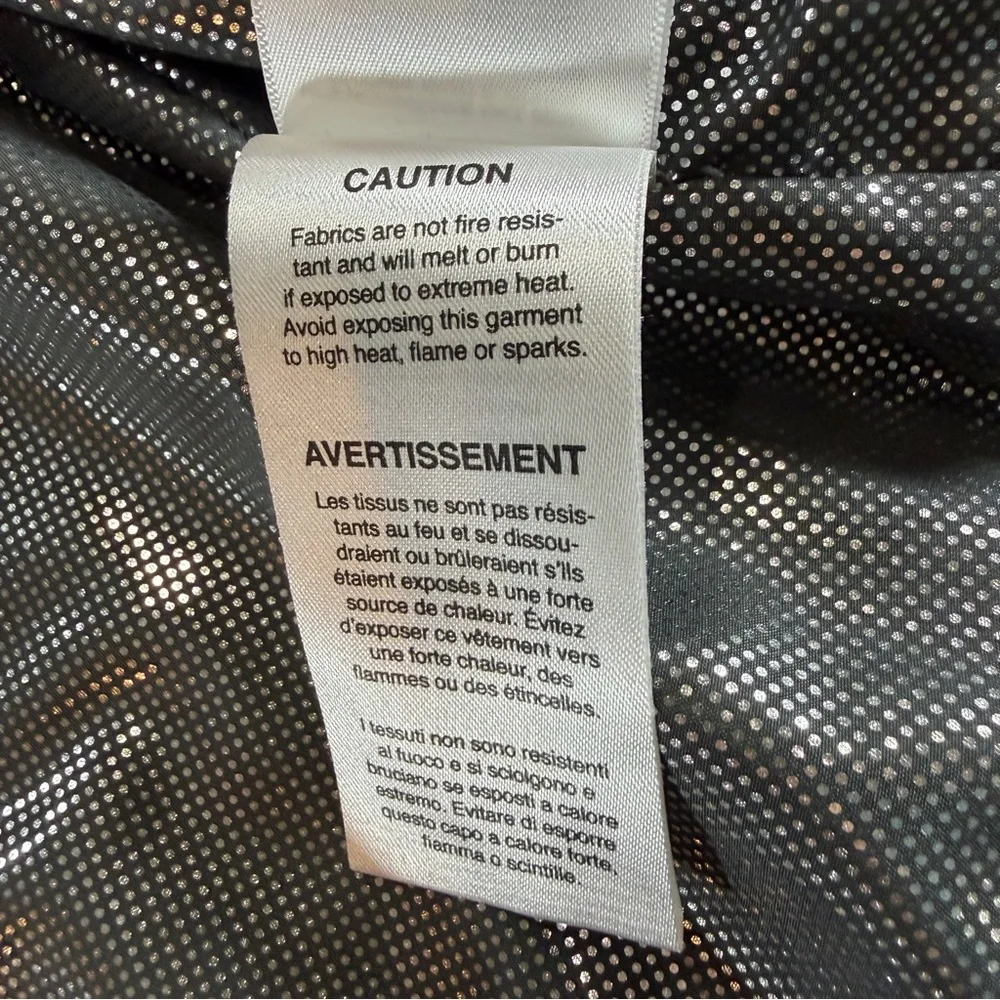 CAUTION
Fabrics are not fire resis-
tant and will melt or burn
if exposed to extreme heat.
Avoid exposing this garment
to high heat, flame or sparks.
AVERTISSEMENT
Les tissus ne sont pas résis-
tants au feu et se dissou-
draient ou brûleraient s'ils
étaient exposés à une forte
source de chaleur. Évitez
d'exposer ce vêtement vers
une forte chaleur, des
flammes ou des étincelles.
I tessuti non sono resistenti
al fuoco e si sciolgono e
bruciano se esposti a calore
estremo. Evitare di esporre
questo capo a calore forte,
fiamma o scintille.